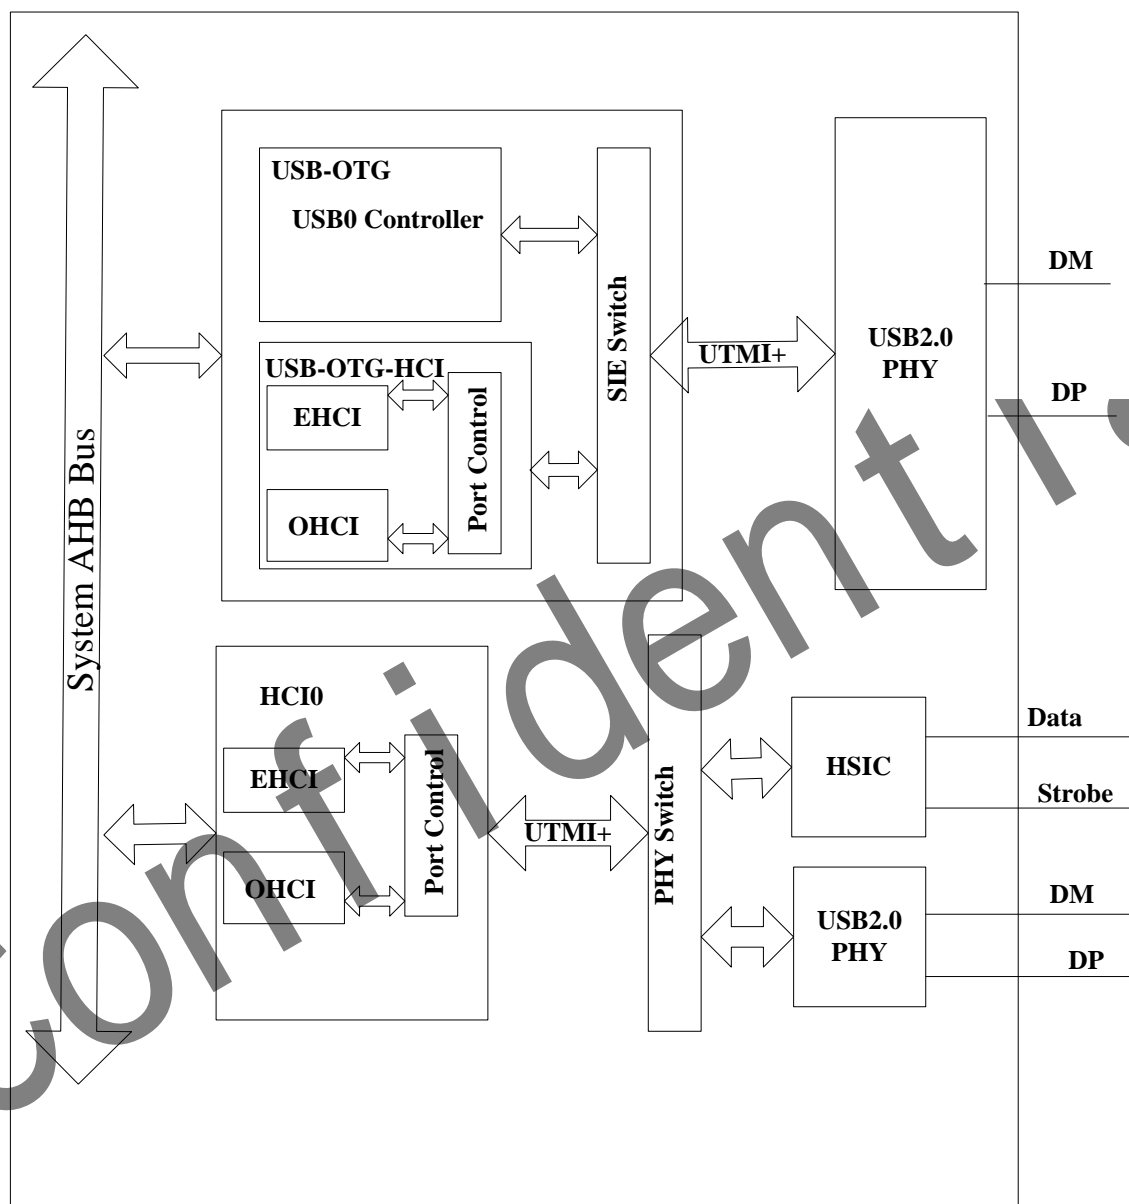 System AHB Bus
USB-OTG
USB0 Controller
USB-OTG-HCI
EHCI
OHCI
Port Control
SIE Switch
UTMI+
USB2.0
PHY
DM
DP
HCI0
EHCI
OHCI
Port Control
UTMI+
PHY Switch
HSIC
Data
Strobe
USB2.0
PHY
DM
DP